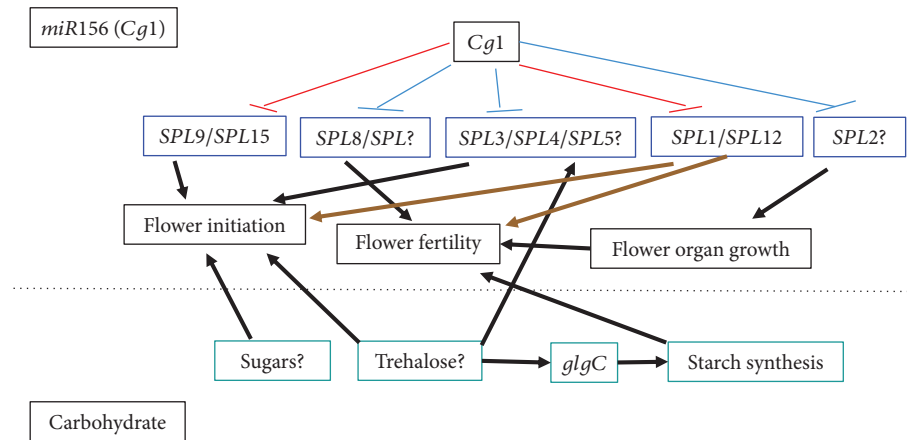 miR156 (Cg1)
Cg1
SPL9/SPL15
SPL8/SPL?
SPL3/SPL4/SPL5?
SPL1/SPL12
SPL2?
Flower initiation
Flower fertility
Flower organ growth
Sugars?
Trehalose?
glgC
Starch synthesis
Carbohydrate